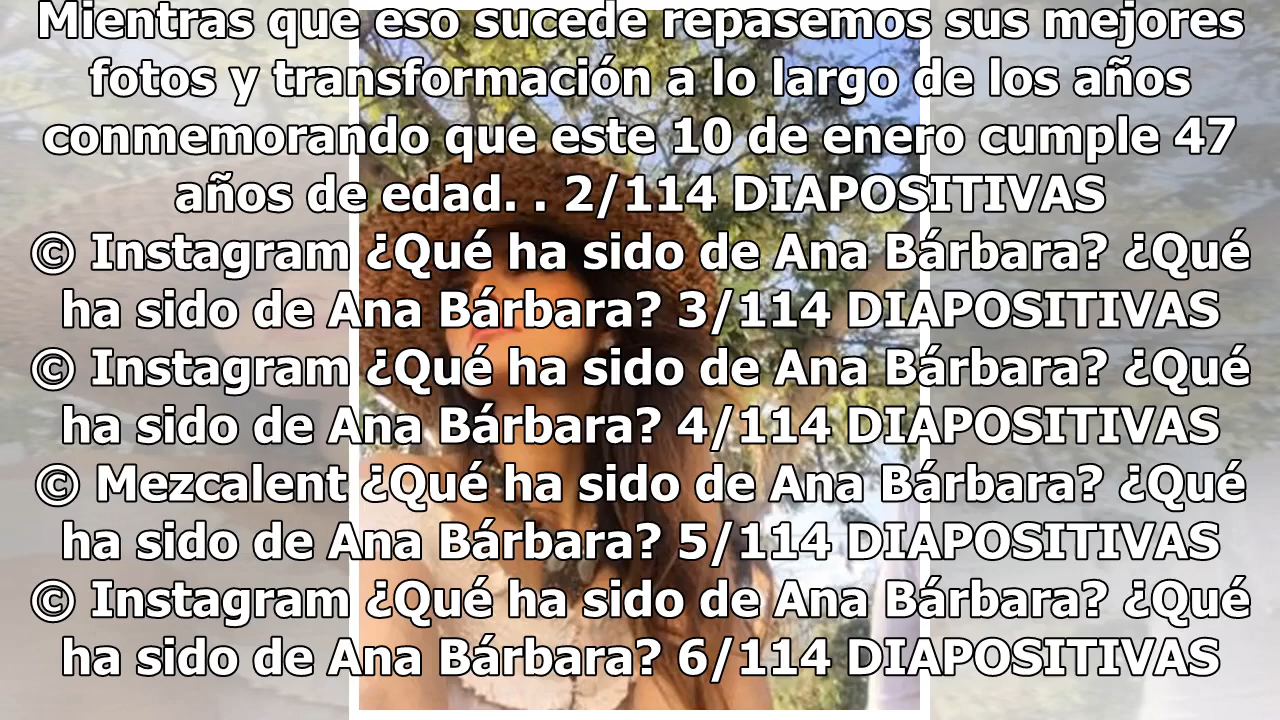 Mientras que eso sucede repasemos sus mejores
fotos y transformación a lo largo de los años
conmemorando que este 10 de enero cumple 47
años de edad. . 2/114 DIAPOSITIVAS
© Instagram ¿Qué ha sido de Ana Bárbara? ¿Qué
ha sido de Ana Bárbara? 3/114 DIAPOSITIVAS
© Instagram ¿Qué ha sido de Ana Bárbara? ¿Qué
ha sido de Ana Bárbara? 4/114 DIAPOSITIVAS
© Mezcalent ¿Qué ha sido de Ana Bárbara? ¿Qué
ha sido de Ana Bárbara? 5/114 DIAPOSITIVAS
© Instagram ¿Qué ha sido de Ana Bárbara? ¿Qué
ha sido de Ana Bárbara? 6/114 DIAPOSITIVAS